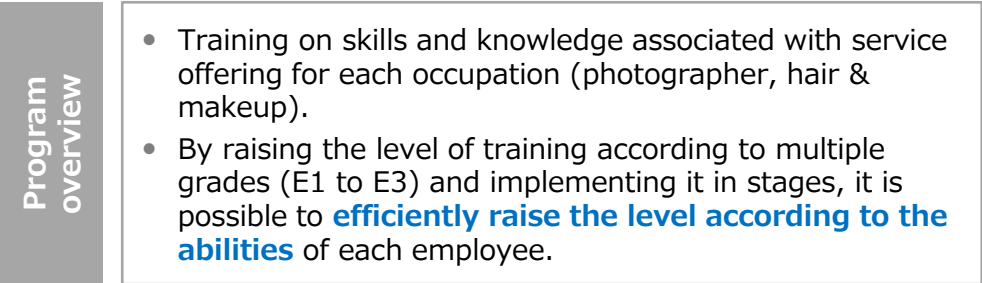 Program
overview
• Training on skills and knowledge associated with service
offering for each occupation (photographer, hair &
makeup).
• By raising the level of training according to multiple
grades (E1 to E3) and implementing it in stages, it is
possible to efficiently raise the level according to the
abilities of each employee.